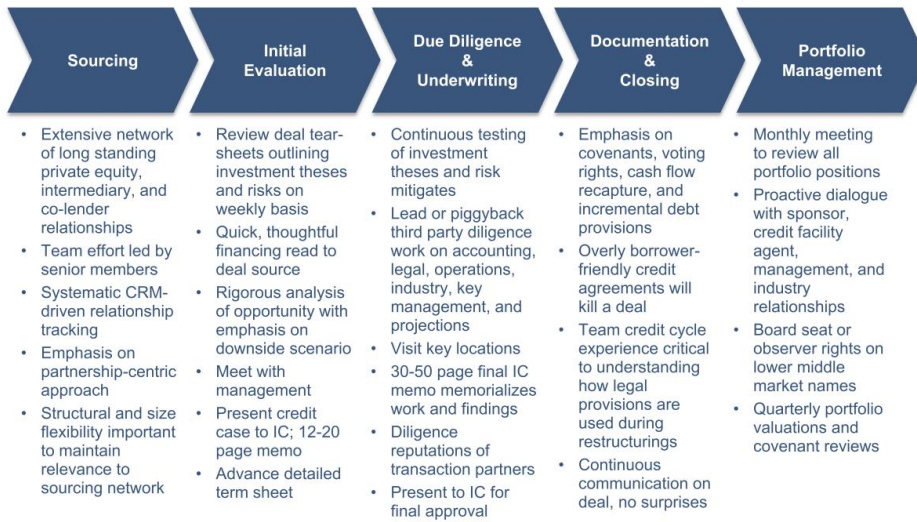 Sourcing
Initial
Evaluation
Due Diligence
&
Underwriting
Documentation
&
Closing
Portfolio
Management
• Extensive network
of long standing
private equity,
intermediary, and
co-lender
relationships
• Team effort led by
senior members
• Systematic CRM-
driven relationship
tracking
• Emphasis on
partnership-centric
approach
• Structural and size
flexibility important
to maintain
relevance to
sourcing network
• Review deal tear-
sheets outlining
investment theses
and risks on
weekly basis
• Quick, thoughtful
financing read to
deal source
• Rigorous analysis
of opportunity with
emphasis on
downside scenario
• Meet with
management
• Present credit
case to IC; 12-20
page memo
• Advance detailed
term sheet
• Continuous testing
of investment
theses and risk
mitigates
• Lead or piggyback
third party diligence
work on accounting,
legal, operations,
industry, key
management, and
projections
• Visit key locations
• 30-50 page final IC
memo memorializes
work and findings
• Diligence
reputations of
transaction partners
• Present to IC for
final approval
• Emphasis on
covenants, voting
rights, cash flow
recapture, and
incremental debt
provisions
• Overly borrower-
friendly credit
agreements will
kill a deal
• Team credit cycle
experience critical
to understanding
how legal
provisions are
used during
restructurings
• Continuous
communication on
deal, no surprises
• Monthly meeting
to review all
portfolio positions
• Proactive dialogue
with sponsor,
credit facility
agent,
management, and
industry
relationships
• Board seat or
observer rights on
lower middle
market names
• Quarterly portfolio
valuations and
covenant reviews